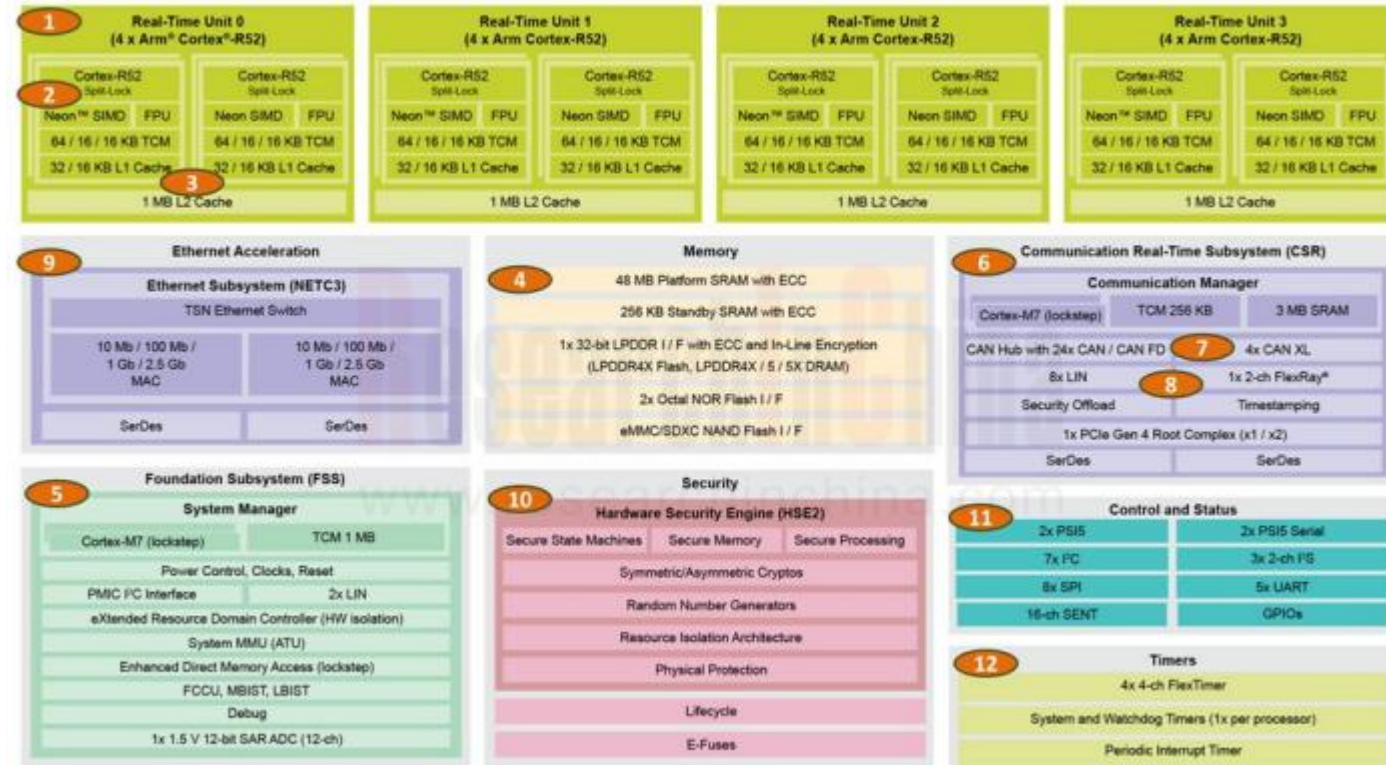 1
Real-Time Unit 0
(4 x Arm® Cortex®-R52)
Real-Time Unit 1
(4 x Arm Cortex-R52)
Real-Time Unit 2
(4 x Arm Cortex-R52)
Real-Time Unit 3
(4 x Arm Cortex-R52)
2
Cortex-R52
Split-Lock
Neon™ SIMD FPU
64 / 16 / 16 KB TCM
32 / 16 KB L1 Cache
Cortex-R52
Split-Lock
Neon SIMD FPU
64 / 16 / 16 KB TCM
32 / 16 KB L1 Cache
3
1 MB L2 Cache
Cortex-R52
Split-Lock
Neon™ SIMD FPU
64 / 16 / 16 KB TCM
32 / 16 KB L1 Cache
Cortex-R52
Split-Lock
Neon SIMD FPU
64 / 16 / 16 KB TCM
32 / 16 KB L1 Cache
1 MB L2 Cache
Cortex-R52
Split-Lock
Neon™ SIMD FPU
64 / 16 / 16 KB TCM
32 / 16 KB L1 Cache
Cortex-R52
Split-Lock
Neon SIMD FPU
64 / 16 / 16 KB TCM
32 / 16 KB L1 Cache
1 MB L2 Cache
Cortex-R52
Split-Lock
Neon™ SIMD FPU
64 / 16 / 16 KB TCM
32 / 16 KB L1 Cache
Cortex-R52
Split-Lock
Neon SIMD FPU
64 / 16 / 16 KB TCM
32 / 16 KB L1 Cache
1 MB L2 Cache
9
Ethernet Acceleration
Ethernet Subsystem (NETC3)
TSN Ethernet Switch
10 Mb / 100 Mb /
1 Gb / 2.5 Gb
MAC
10 Mb / 100 Mb /
1 Gb / 2.5 Gb
MAC
SerDes
SerDes
Memory
4
48 MB Platform SRAM with ECC
256 KB Standby SRAM with ECC
1x 32-bit LPDDR I / F with ECC and In-Line Encryption
(LPDDR4X Flash, LPDDR4X / 5 / 5X DRAM)
2x Octal NOR Flash I / F
eMMC/SDXC NAND Flash I / F
6
Communication Real-Time Subsystem (CSR)
Communication Manager
Cortex-M7 (lockstep)
TCM 256 KB
3 MB SRAM
CAN Hub with 24x CAN / CAN FD
7
4x CAN XL
8x LIN
8
1x 2-ch FlexRay®
Security Offload
Timestamping
1x PCIe Gen 4 Root Complex (x1 / x2)
SerDes
SerDes
Foundation Subsystem (FSS)
5
System Manager
Cortex-M7 (lockstep)
TCM 1 MB
Power Control, Clocks, Reset
PMIC I²C Interface
2x LIN
eXtended Resource Domain Controller (HW isolation)
System MMU (ATU)
Enhanced Direct Memory Access (lockstep)
FCCU, MBIST, LBIST
Debug
1x 1.5 V 12-bit SAR ADC (12-ch)
Security
10
Hardware Security Engine (HSE2)
Secure State Machines
Secure Memory
Secure Processing
Symmetric/Asymmetric Cryptos
Random Number Generators
Resource Isolation Architecture
Physical Protection
Lifecycle
E-Fuses
11
Control and Status
2x PSI5
2x PSI5 Serial
7x I²C
3x 2-ch I²S
8x SPI
5x UART
16-ch SENT
GPIOs
12
Timers
4x 4-ch FlexTimer
System and Watchdog Timers (1x per processor)
Periodic Interrupt Timer
ResearchInChina
www.researchinchina.com